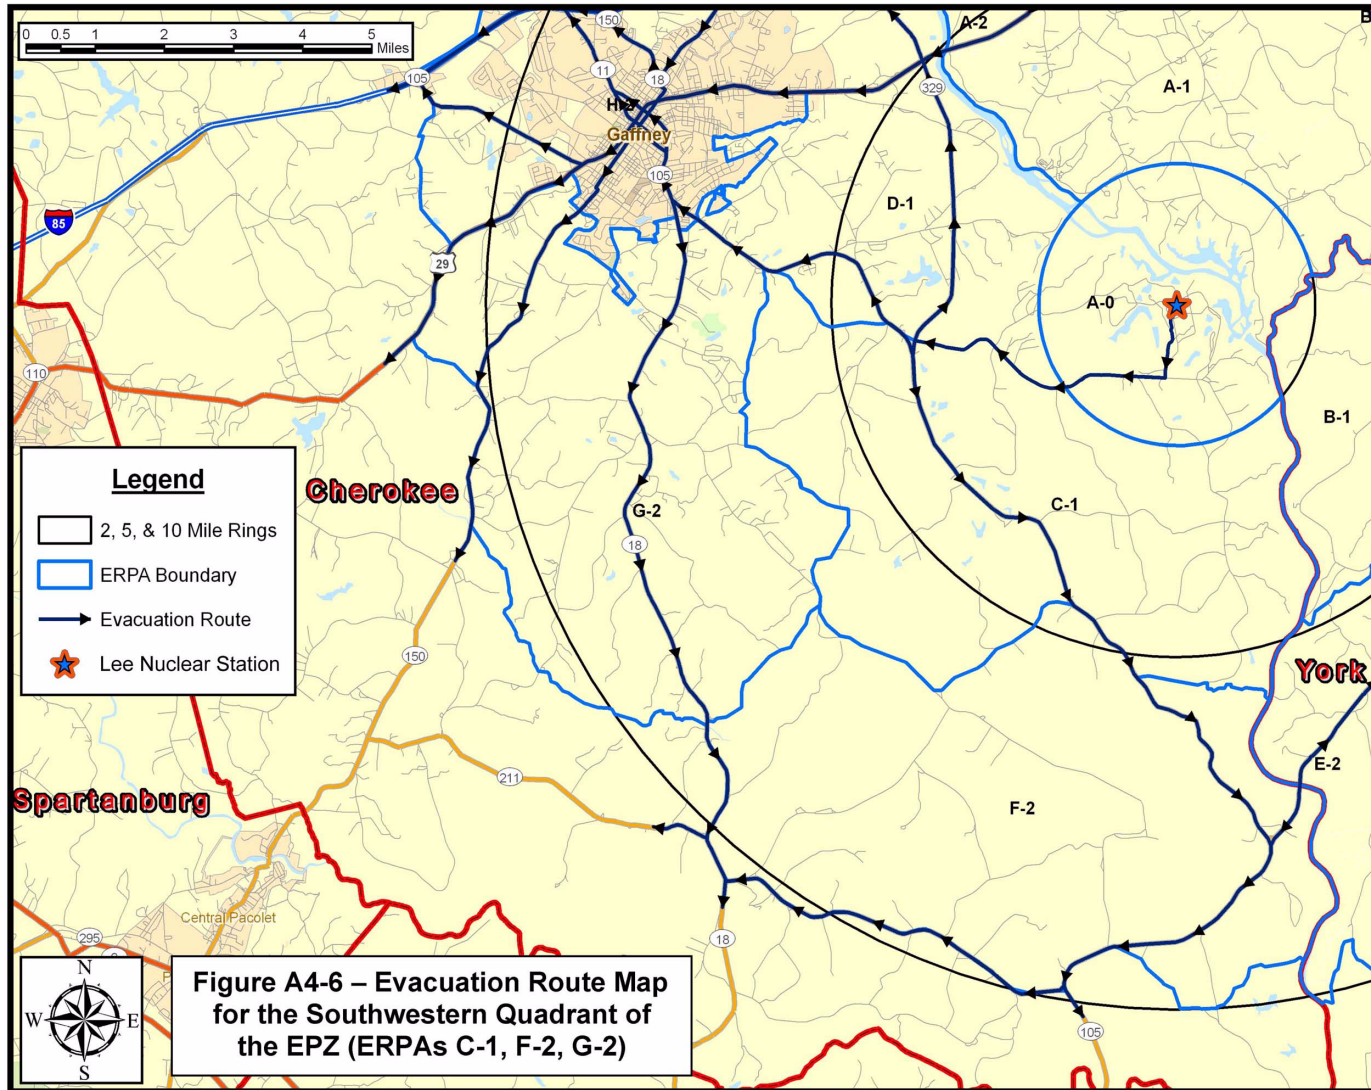 0 0.5 1 2 3 4 5
Miles
150
A-2
B
105
11
18
329
A-1
H-2
Gaffney
105
D-1
85
29
A-0
110
B-1
Legend
2, 5, & 10 Mile Rings
ERPA Boundary
Evacuation Route
Lee Nuclear Station
Cherokee
G-2
C-1
18
150
York
211
E-2
Spartanburg
F-2
Central Pacolet
295
18
105
N
W E
S
Figure A4-6 – Evacuation Route Map
for the Southwestern Quadrant of
the EPZ (ERPAs C-1, F-2, G-2)